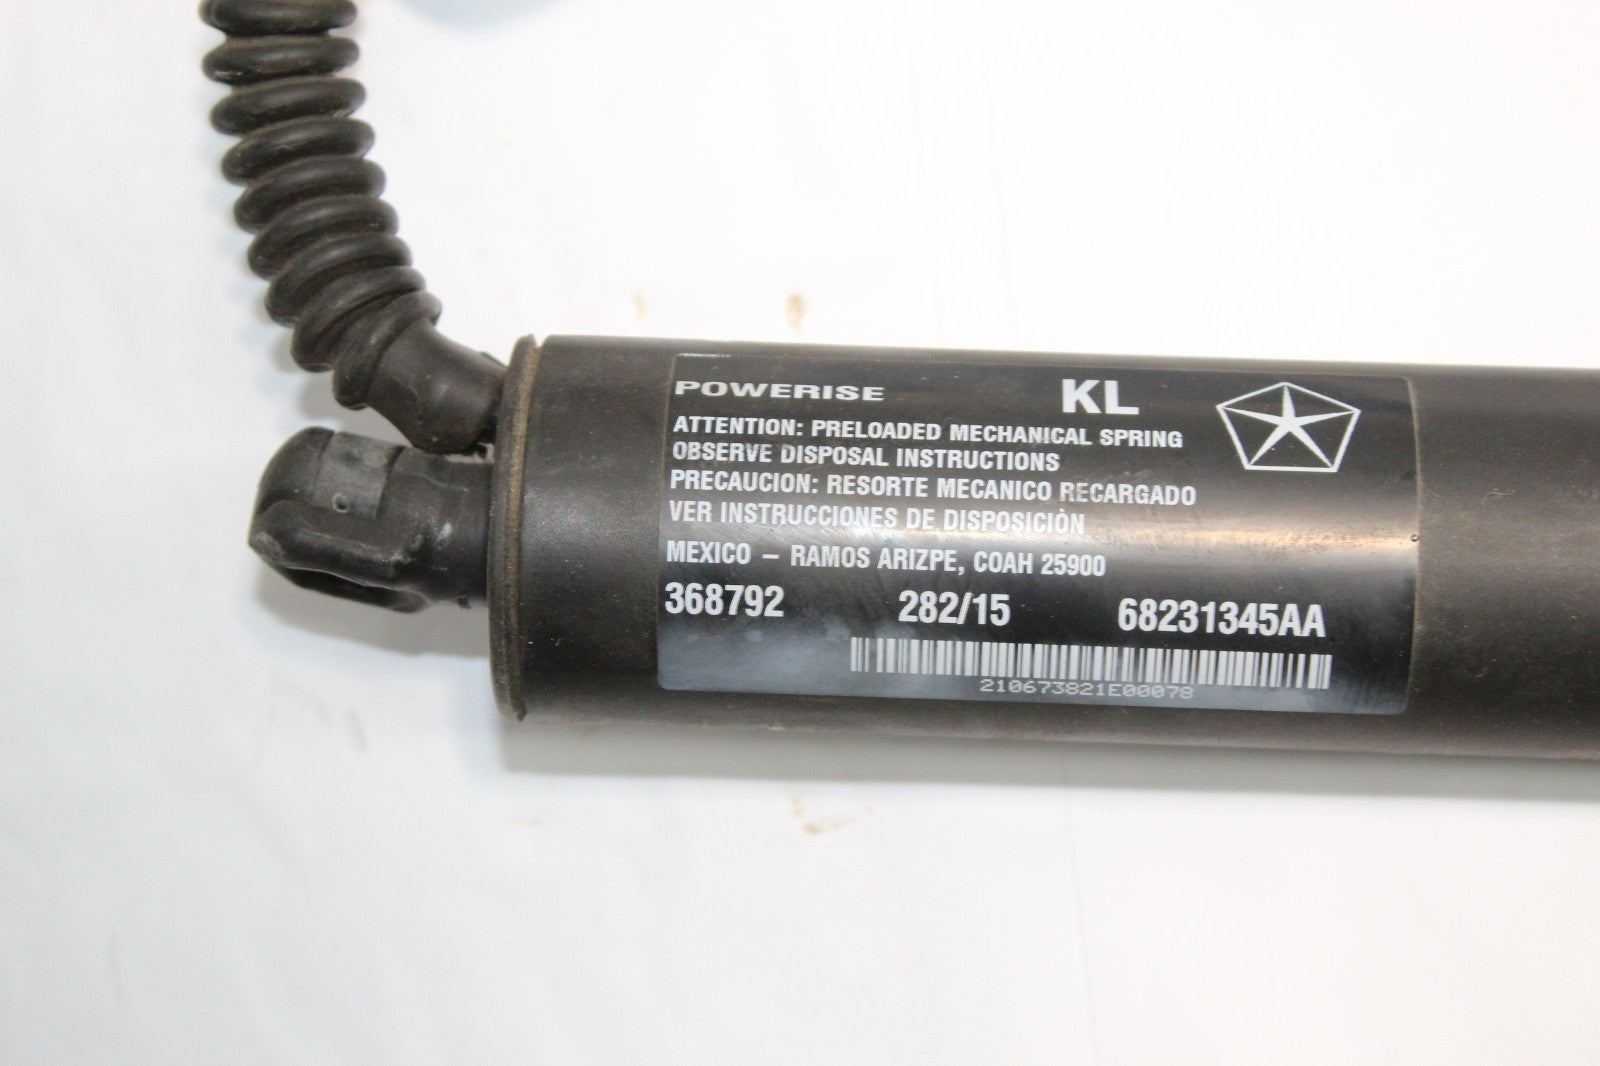 POWERISE KL
ATTENTION: PRELOADED MECHANICAL SPRING
OBSERVE DISPOSAL INSTRUCTIONS
PRECAUCION: RESORTE MECANICO RECARGADO
VER INSTRUCCIONES DE DISPOSICIÓN
MEXICO – RAMOS ARIZPE, COAH 25900
368792 282/15 68231345AA
210673821E00078